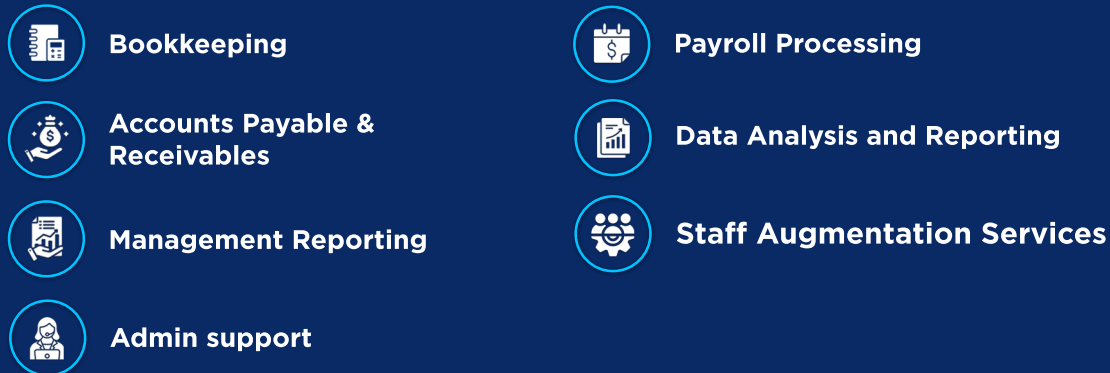 Bookkeeping
Accounts Payable &
Receivables
Management Reporting
Admin support
Payroll Processing
Data Analysis and Reporting
Staff Augmentation Services